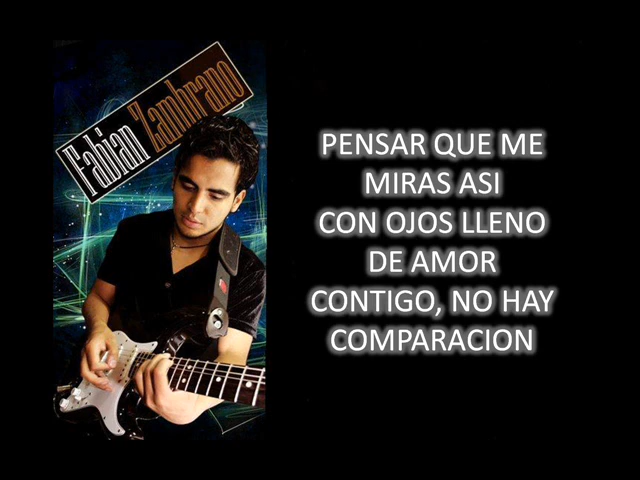 Fabian Zambrano
PENSAR QUE ME
MIRAS ASI
CON OJOS LLENO
DE AMOR
CONTIGO, NO HAY
COMPARACION